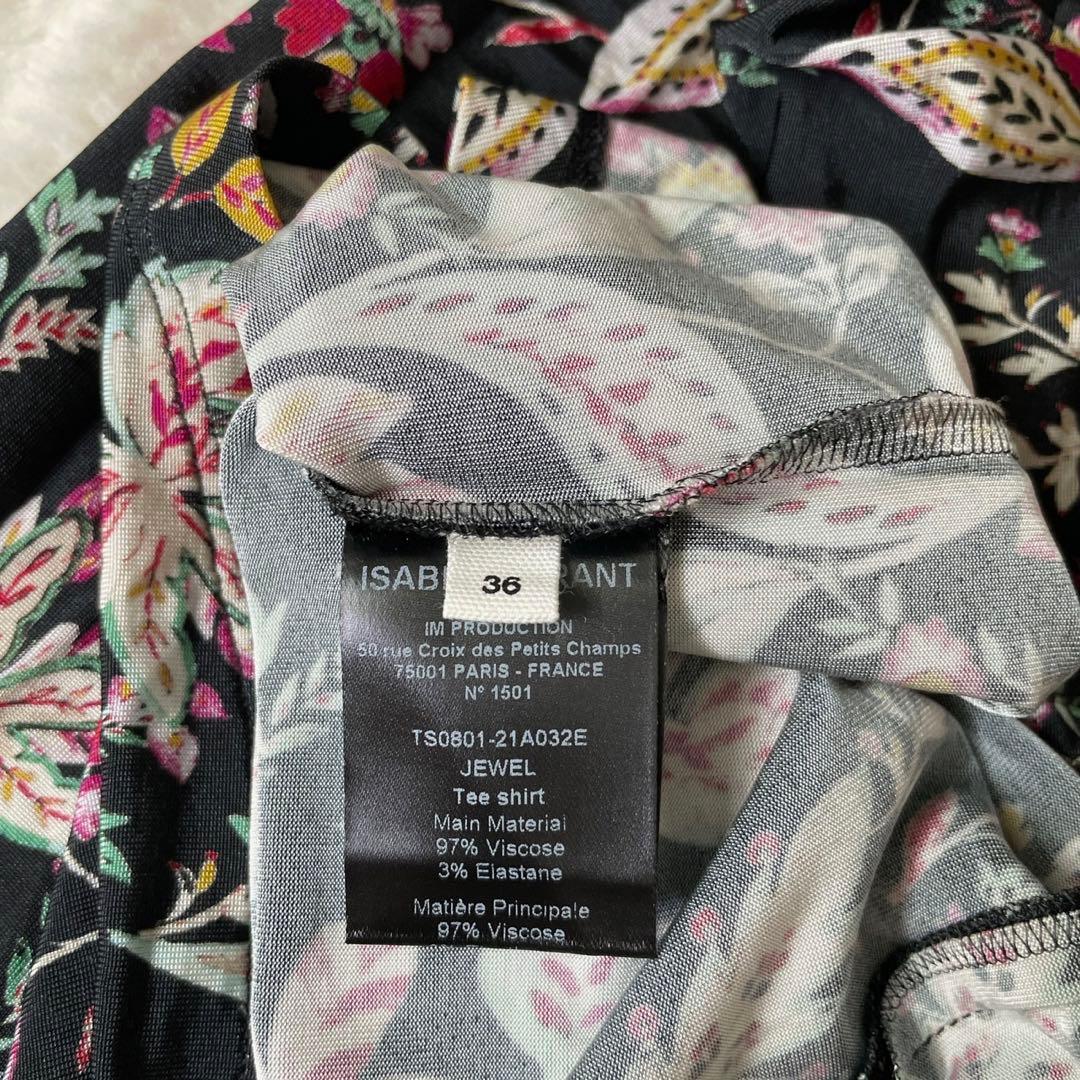 ISAB RANT
36
IM PRODUCTION
50 rue Croix des Petits Champs
75001 PARIS - FRANCE
N° 1501
TS0801-21A032E
JEWEL
Tee shirt
Main Material
97% Viscose
3% Elastane
Matière Principale
97% Viscose